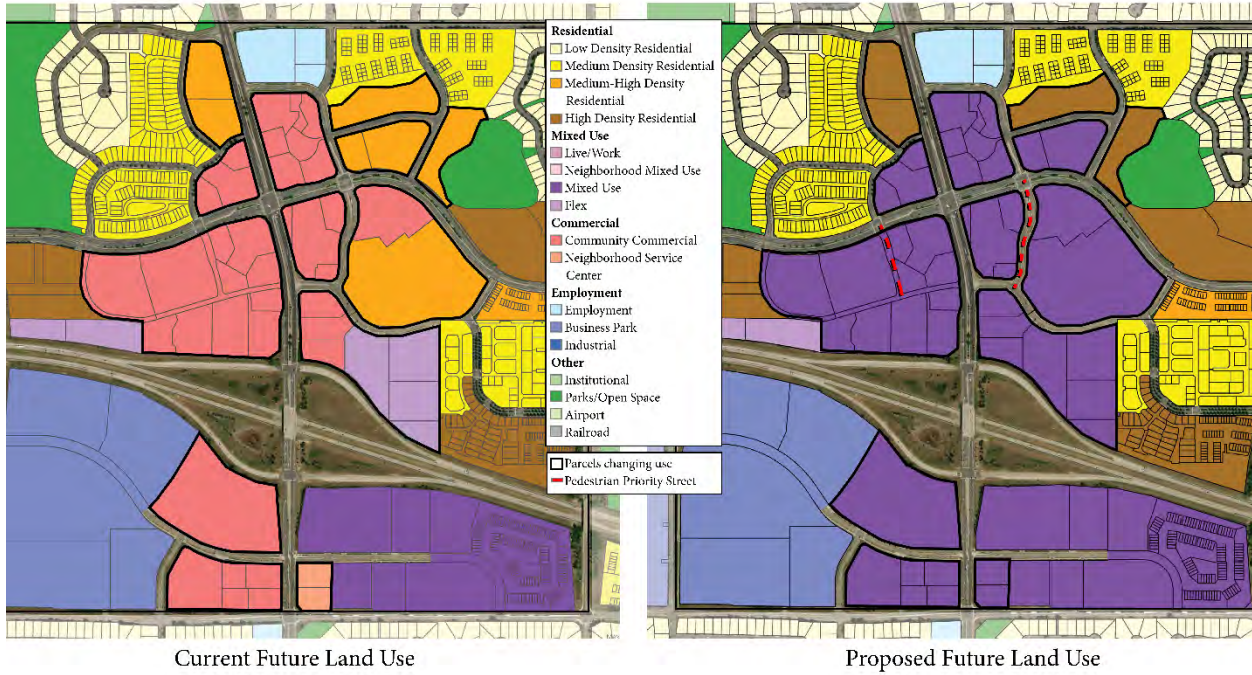 Residential
Low Density Residential
Medium Density Residential
Medium-High Density
Residential
High Density Residential
Mixed Use
Live/Work
Neighborhood Mixed Use
Mixed Use
Flex
Commercial
Community Commercial
Neighborhood Service
Center
Employment
Employment
Business Park
Industrial
Other
Institutional
Parks/Open Space
Airport
Railroad
Parcels changing use
Pedestrian Priority Street
Current Future Land Use
Proposed Future Land Use